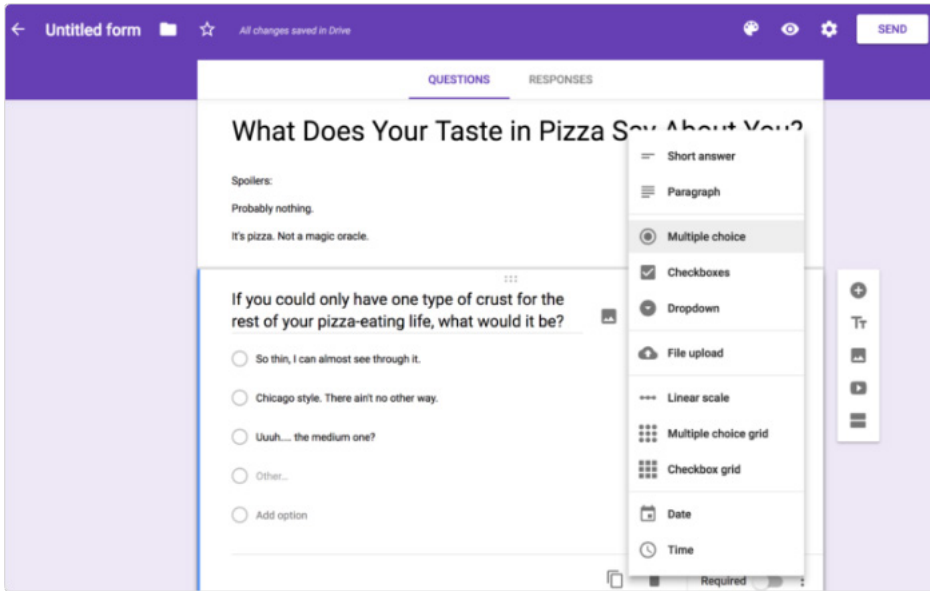 Untitled form
All changes saved in Drive
SEND
QUESTIONS
RESPONSES
What Does Your Taste in Pizza Say About You?
Spoilers:
Probably nothing.
It's pizza. Not a magic oracle.
If you could only have one type of crust for the
rest of your pizza-eating life, what would it be?
So thin, I can almost see through it.
Chicago style. There ain't no other way.
Uuuh.... the medium one?
Other...
Add option
Short answer
Paragraph
Multiple choice
Checkboxes
Dropdown
File upload
Linear scale
Multiple choice grid
Checkbox grid
Date
Time
Required
Tт